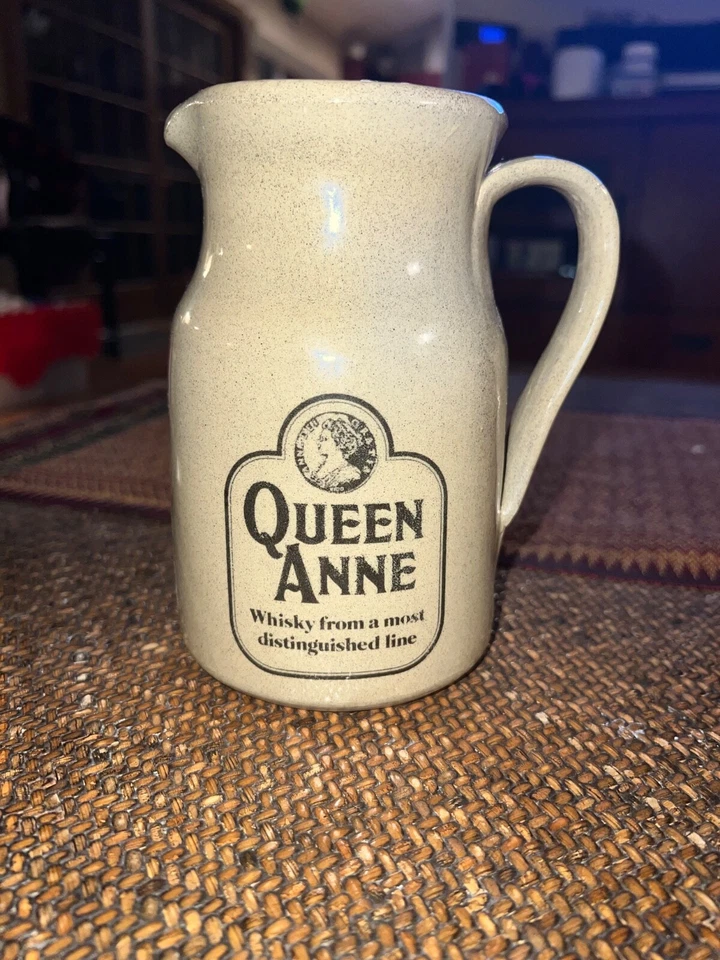 QUEEN
ANNE
Whisky from a most
distinguished line